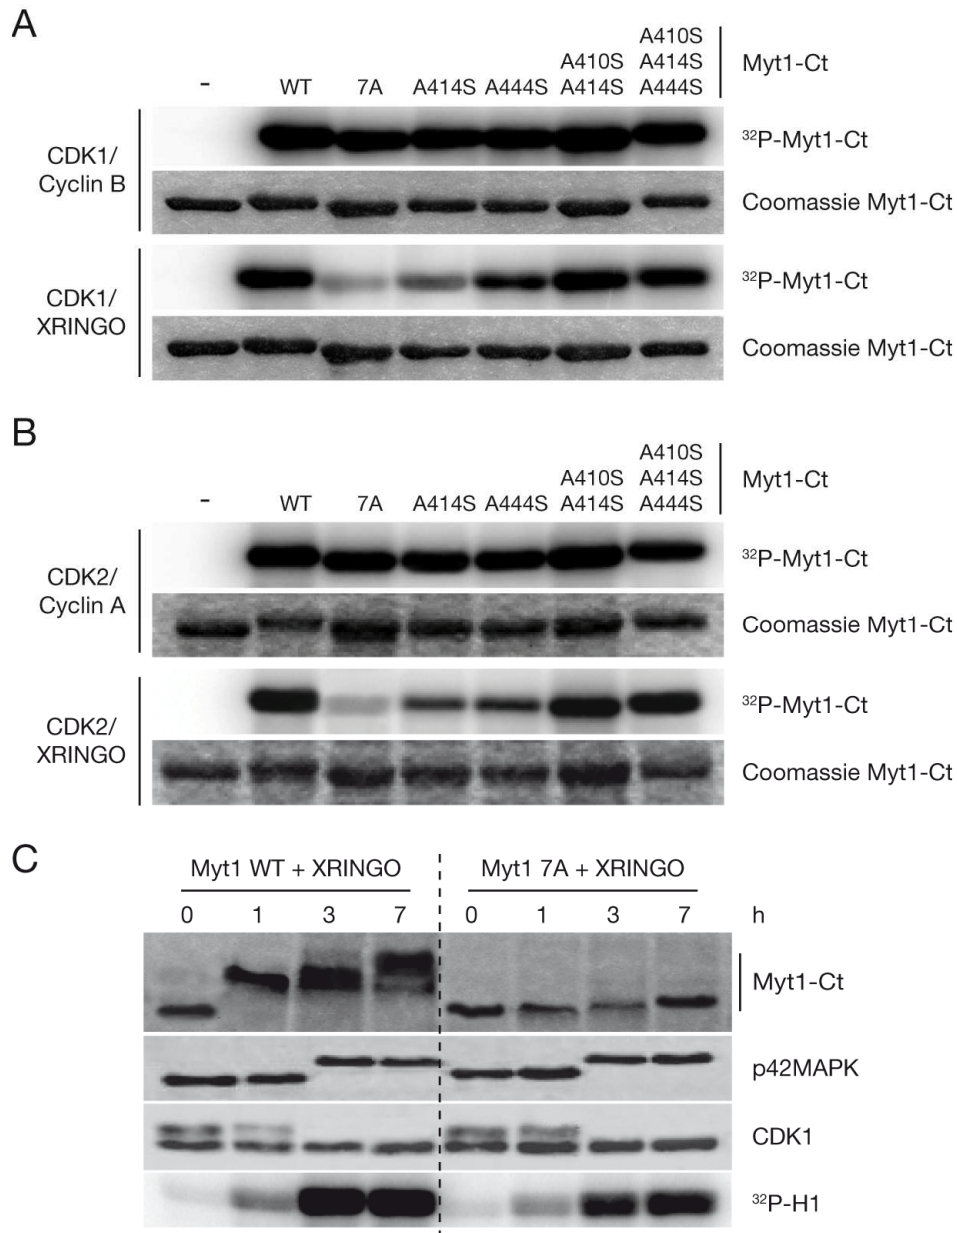 A
A410S
A410S A414S
- WT 7A A414S A444S A414S A444S
Myt1-Ct
CDK1/
Cyclin B
³²P-Myt1-Ct
Coomassie Myt1-Ct
CDK1/
XRINGO
³²P-Myt1-Ct
Coomassie Myt1-Ct
B
A410S
A410S A414S
- WT 7A A414S A444S A414S A444S
Myt1-Ct
CDK2/
Cyclin A
³²P-Myt1-Ct
Coomassie Myt1-Ct
CDK2/
XRINGO
³²P-Myt1-Ct
Coomassie Myt1-Ct
C
Myt1 WT + XRINGO Myt1 7A + XRINGO
0 1 3 7 0 1 3 7 h
Myt1-Ct
p42MAPK
CDK1
³²P-H1